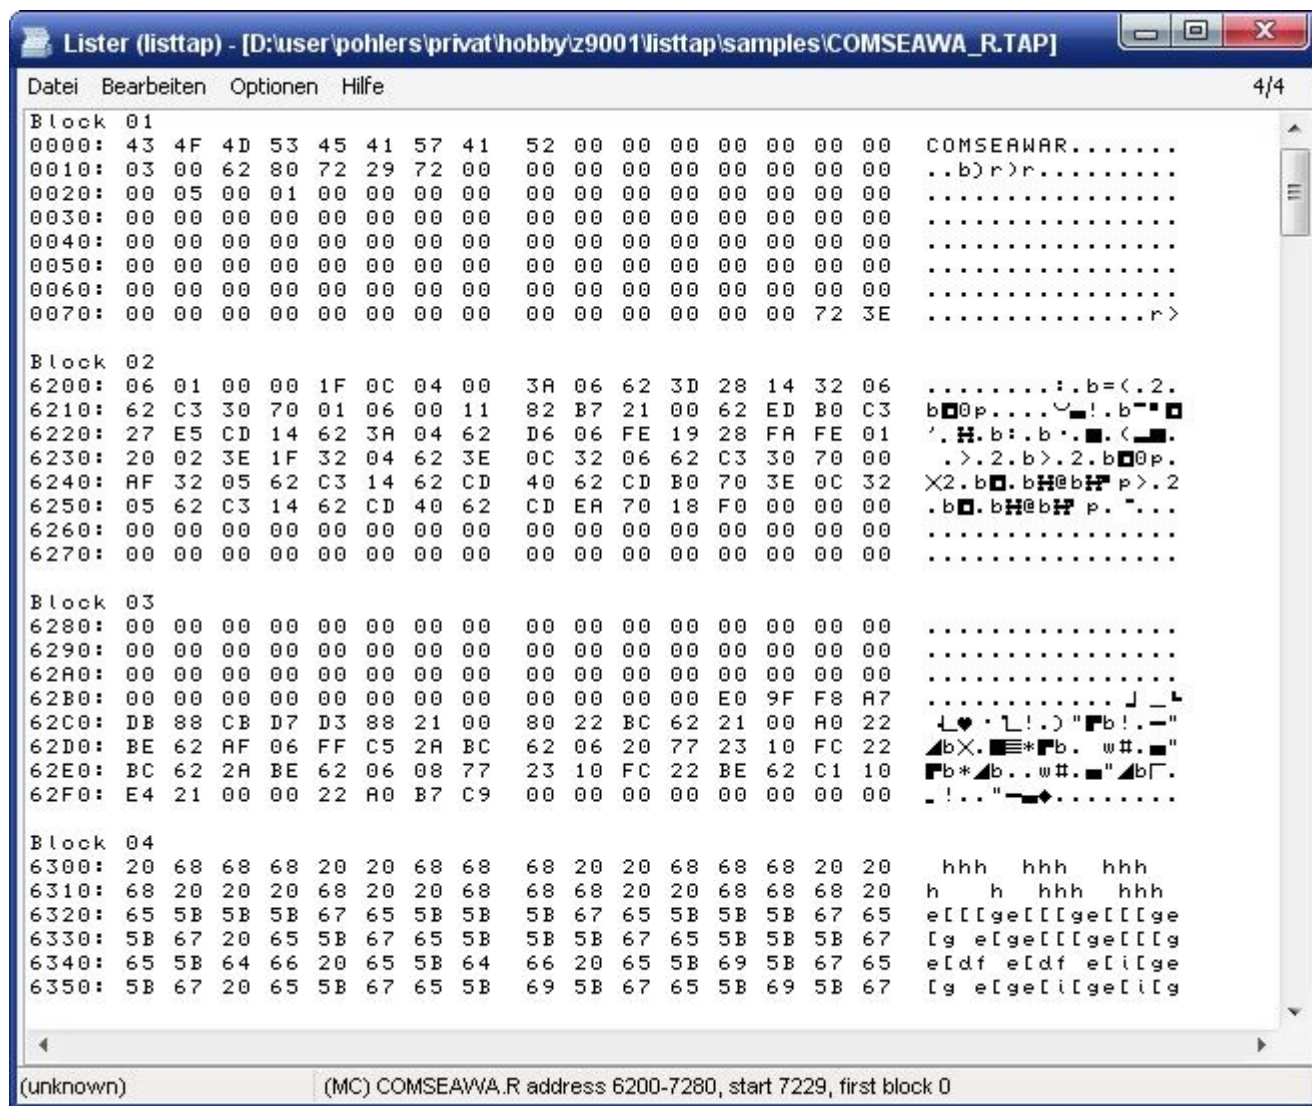 Lister (listtap) - [D:\user\pohlers\privat\hobby\z9001\listtap\samples\COMSEAWA_R.TAP]
Datei Bearbeiten Optionen Hilfe 4/4
Block 01
0000: 43 4F 4D 53 45 41 57 41 52 00 00 00 00 00 00 00 COMSEAWAR.......
0010: 03 00 62 80 72 29 72 00 00 00 00 00 00 00 00 00 ..b)r)r.........
0020: 00 05 00 01 00 00 00 00 00 00 00 00 00 00 00 00 ................
0030: 00 00 00 00 00 00 00 00 00 00 00 00 00 00 00 00 ................
0040: 00 00 00 00 00 00 00 00 00 00 00 00 00 00 00 00 ................
0050: 00 00 00 00 00 00 00 00 00 00 00 00 00 00 00 00 ................
0060: 00 00 00 00 00 00 00 00 00 00 00 00 00 00 00 00 ................
0070: 00 00 00 00 00 00 00 00 00 00 00 00 00 00 72 3E ..............r>
Block 02
6200: 06 01 00 00 1F 0C 04 00 3A 06 62 3D 28 14 32 06 ........:.b=(.2.
6210: 62 C3 30 70 01 06 00 11 82 B7 21 00 62 ED B0 C3
6220: 27 E5 CD 14 62 3A 04 62 D6 06 FE 19 28 FA FE 01
6230: 20 02 3E 1F 32 04 62 3E 0C 32 06 62 C3 30 70 00
6240: AF 32 05 62 C3 14 62 CD 40 62 CD B0 70 3E 0C 32
6250: 05 62 C3 14 62 CD 40 62 CD EA 70 18 F0 00 00 00
6260: 00 00 00 00 00 00 00 00 00 00 00 00 00 00 00 00 ................
6270: 00 00 00 00 00 00 00 00 00 00 00 00 00 00 00 00 ................
Block 03
6280: 00 00 00 00 00 00 00 00 00 00 00 00 00 00 00 00 ................
6290: 00 00 00 00 00 00 00 00 00 00 00 00 00 00 00 00 ................
62A0: 00 00 00 00 00 00 00 00 00 00 00 00 00 00 00 00 ................
62B0: 00 00 00 00 00 00 00 00 00 00 00 00 E0 9F F8 A7
62C0: DB 88 CB D7 D3 88 21 00 80 22 BC 62 21 00 A0 22
62D0: BE 62 AF 06 FF C5 2A BC 62 06 20 77 23 10 FC 22
62E0: BC 62 2A BE 62 06 08 77 23 10 FC 22 BE 62 C1 10
62F0: E4 21 00 00 22 A0 B7 C9 00 00 00 00 00 00 00 00
Block 04
6300: 20 68 68 68 20 20 68 68 68 20 20 68 68 68 20 20 hhh  hhh  hhh
6310: 68 20 20 20 68 20 20 68 68 68 20 20 68 68 68 20 h   h  hhh  hhh
6320: 65 5B 5B 5B 67 65 5B 5B 5B 67 65 5B 5B 5B 67 65 e[[[ge[[[ge[[[ge
6330: 5B 67 20 65 5B 67 65 5B 5B 5B 67 65 5B 5B 5B 67 [g e[ge[[[ge[[[g
6340: 65 5B 64 66 20 65 5B 64 66 20 65 5B 69 5B 67 65 e[df e[df e[i[ge
6350: 5B 67 20 65 5B 67 65 5B 69 5B 67 65 5B 69 5B 67 [g e[ge[i[ge[i[g
(unknown) (MC) COMSEAWA.R address 6200-7280, start 7229, first block 0